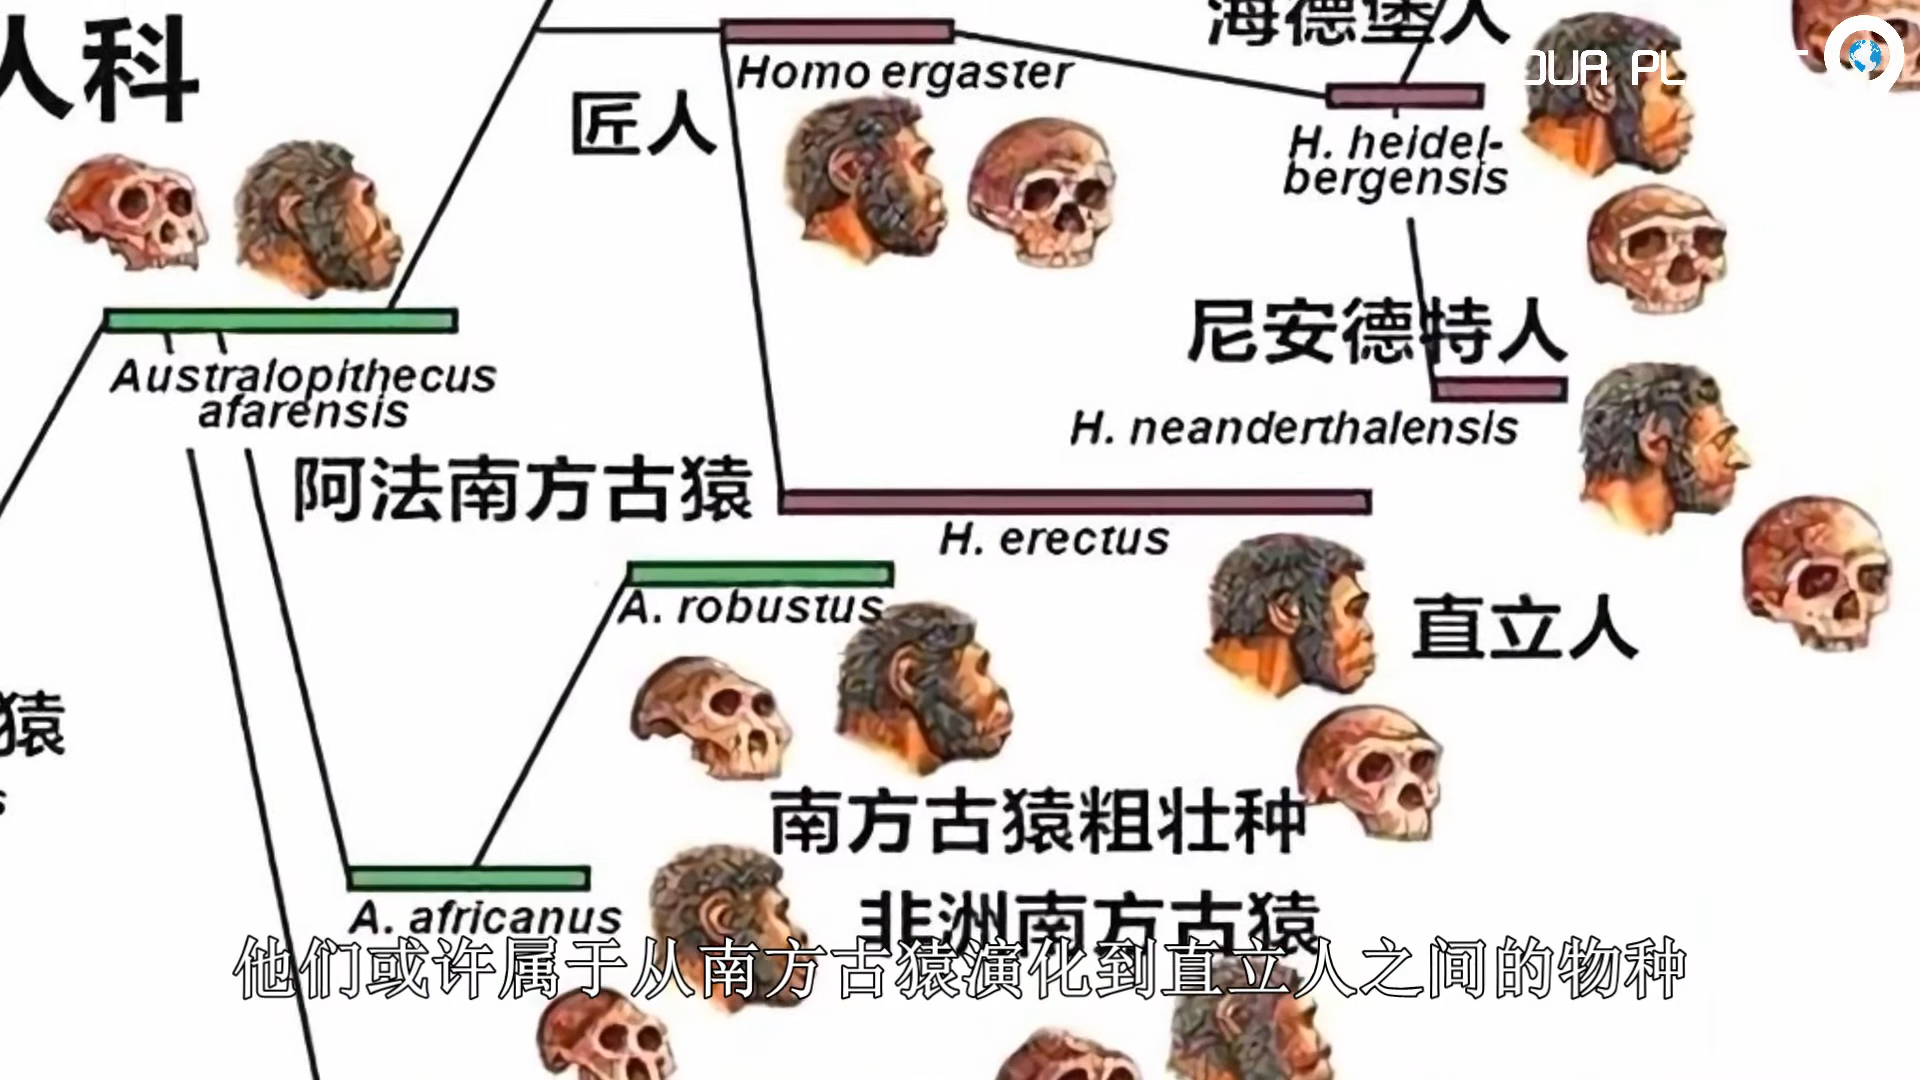 海德堡人
人科
OUR PL T
Homo ergaster
匠人
H. heidel-
bergensis
尼安德特人
Australopithecus
afarensis
H. neanderthalensis
阿法南方古猿
H. erectus
A. robustus
直立人
猿
s
南方古猿粗壮种
A. africanus
非洲南方古猿
他们或许属于从南方古猿演化到直立人之间的物种